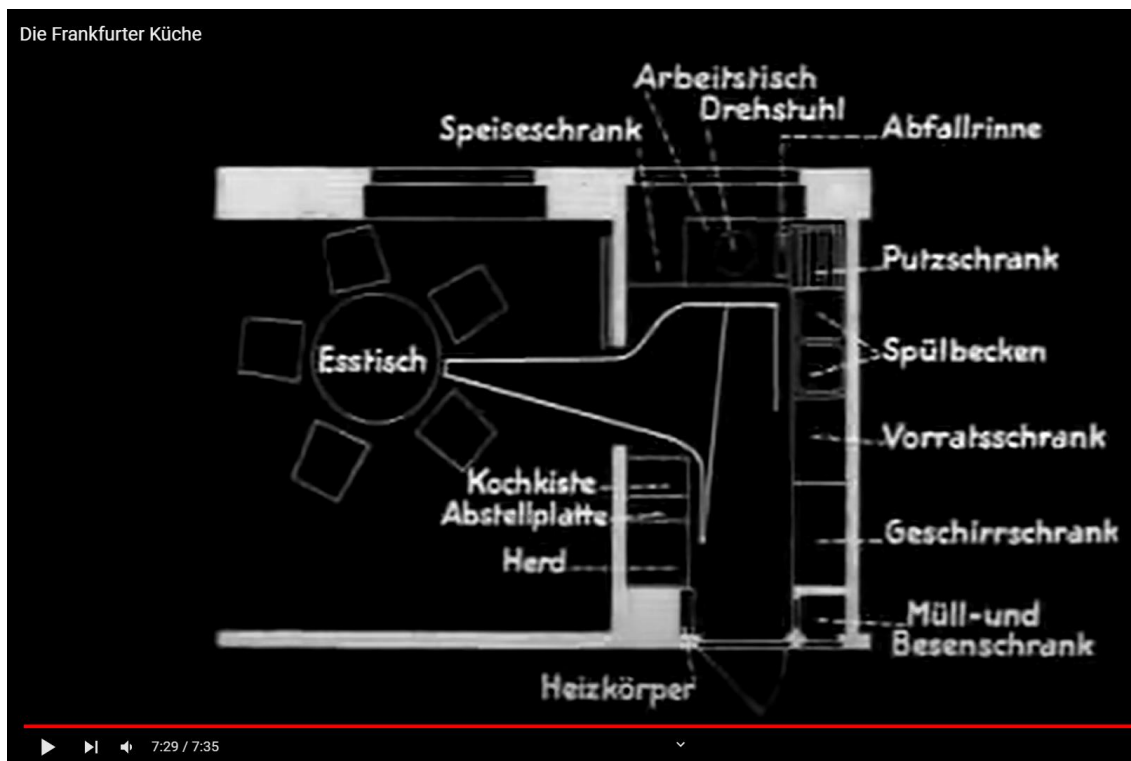 Die Frankfurter Küche
Arbeitstisch
Drehstuhl
Speiseschrank
Abfallrinne
Putzschrank
Esstisch
Spülbecken
Vorratsschrank
Kochkiste
Abstellplatte
Geschirrschrank
Herd
Müll-und
Besenschrank
Heizkörper
7:29 / 7:35